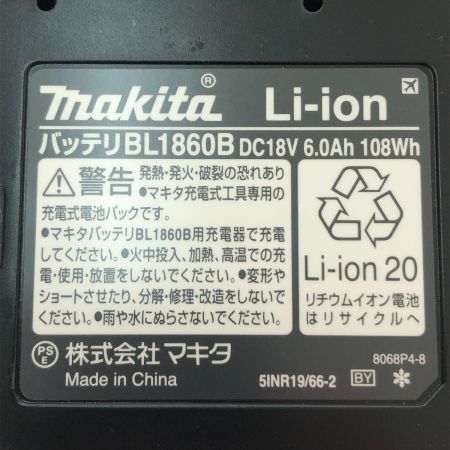 makita® Li-ion
バッテリBL1860B DC18V 6.0Ah 108Wh
警告 発熱・発火・破裂の恐れあり
●マキタ充電式工具専用の
充電式電池パックです。
●マキタバッテリBL1860B用充電器で充電
してください。●火中投入、加熱、高温での充
電・使用・放置をしないでください。●変形や
ショートさせたり、分解・修理・改造をしないで
ください。●雨や水にぬらさないでください。
Li-ion 20
リチウムイオン電池
はリサイクルへ
PS
E
株式会社マキタ
Made in China
8068P4-8
5INR19/66-2 BY